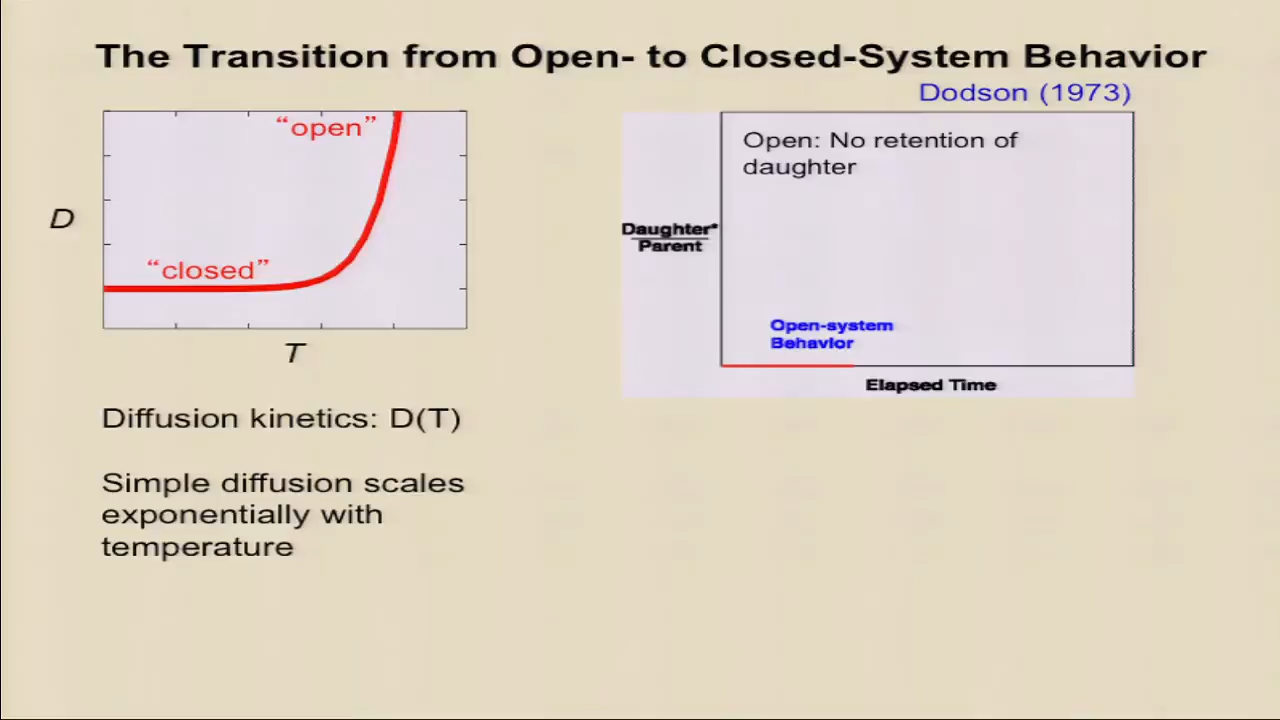 The Transition from Open- to Closed-System Behavior
Dodson (1973)
“open”
“closed”
D
T
Diffusion kinetics: D(T)
Simple diffusion scales
exponentially with
temperature
Open: No retention of
daughter
Daughter*
Parent
Open-system
Behavior
Elapsed Time